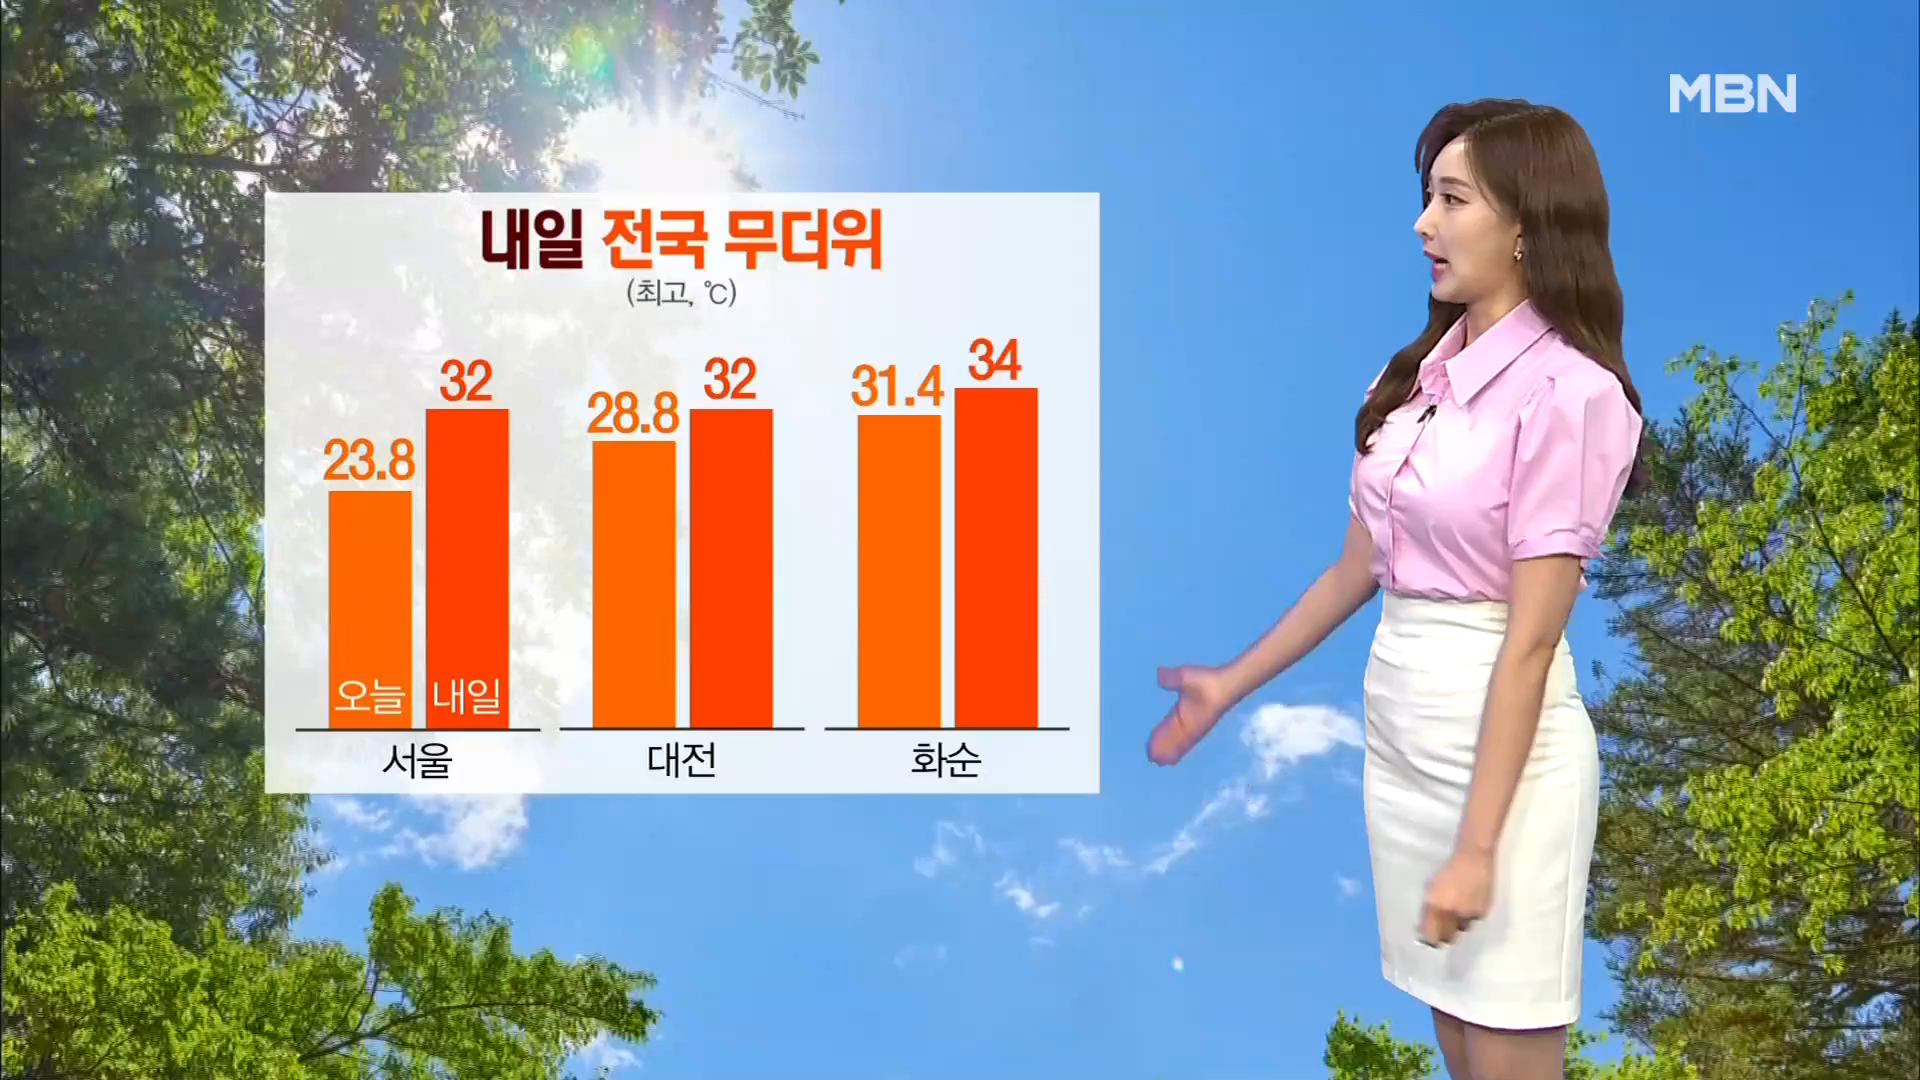 MBN
내일 전국 무더위
(최고, ℃)
23.8 32 28.8 32 31.4 34
오늘 내일
서울 대전 화순